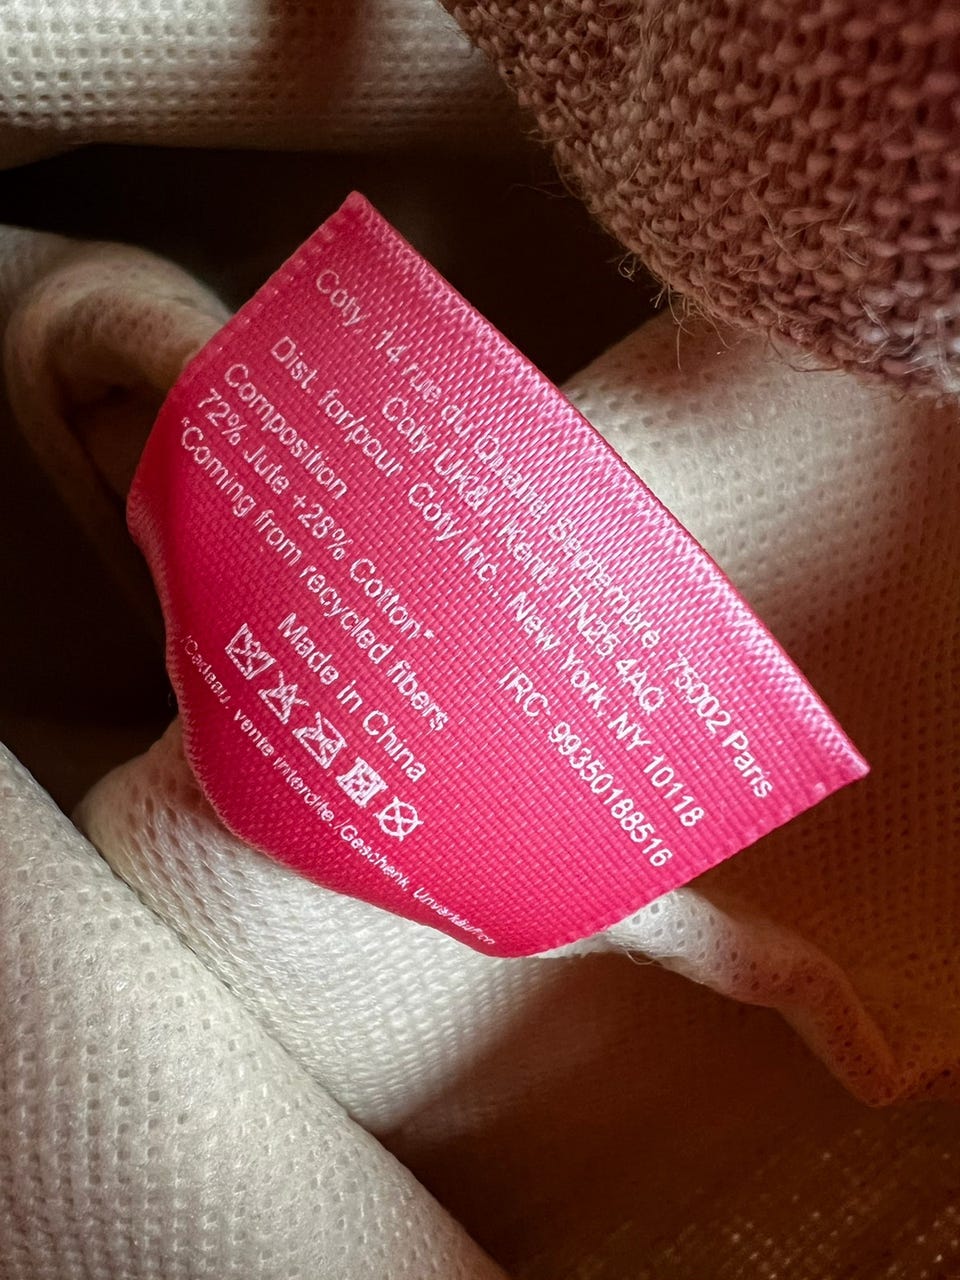 Coty, 14 rue du Quatre Septembre, 75002 Paris
Coty UK&I, Kent, TN25 4AQ
Dist. for/pour Coty Inc., New York, NY 10118
IRC 99350188516
Composition
72% Jute +28% Cotton*
*Coming from recycled fibers
Made in China
/Cadeau, vente interdite./Geschenk, Unverkäuflich